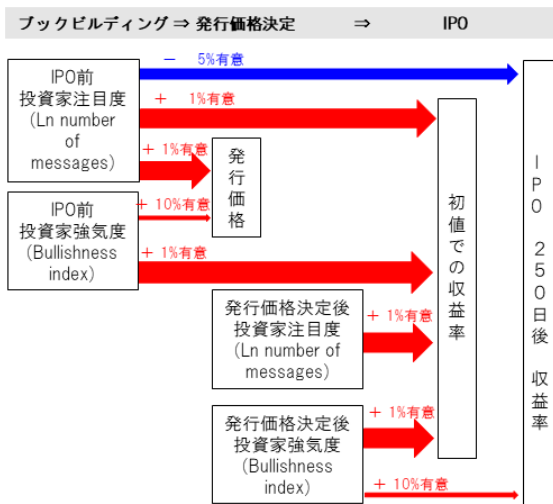 ブックビルディング ⇒ 発行価格決定 ⇒ IPO
－ 5%有意
IPO前
投資家注目度
(Ln number
of
messages)
＋ 1%有意
＋ 1%有意
発行価格
IPO前
投資家強気度
(Bullishness
index)
＋ 10%有意
＋ 1%有意
発行価格決定後
投資家注目度
(Ln number of
messages)
＋ 1%有意
発行価格決定後
投資家強気度
(Bullishness
index)
＋ 1%有意
＋ 10%有意
初値での収益率
IPO 250日後 収益率